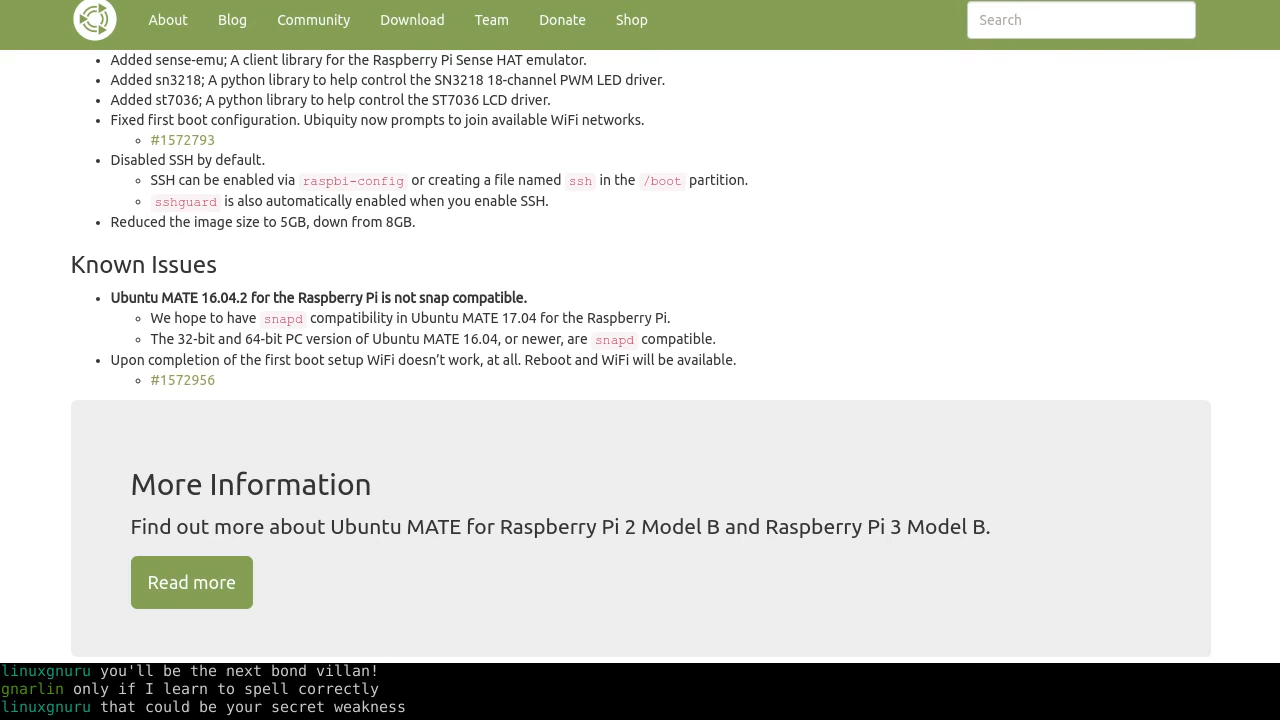 About Blog Community Download Team Donate Shop Search
Added sense-emu; A client library for the Raspberry Pi Sense HAT emulator.
Added sn3218; A python library to help control the SN3218 18-channel PWM LED driver.
Added st7036; A python library to help control the ST7036 LCD driver.
Fixed first boot configuration. Ubiquity now prompts to join available WiFi networks.
#1572793
Disabled SSH by default.
SSH can be enabled via raspbi-config or creating a file named ssh in the /boot partition.
sshguard is also automatically enabled when you enable SSH.
Reduced the image size to 5GB, down from 8GB.
Known Issues
Ubuntu MATE 16.04.2 for the Raspberry Pi is not snap compatible.
We hope to have snapd compatibility in Ubuntu MATE 17.04 for the Raspberry Pi.
The 32-bit and 64-bit PC version of Ubuntu MATE 16.04, or newer, are snapd compatible.
Upon completion of the first boot setup WiFi doesn’t work, at all. Reboot and WiFi will be available.
#1572956
More Information
Find out more about Ubuntu MATE for Raspberry Pi 2 Model B and Raspberry Pi 3 Model B.
Read more
linuxgnuru you'll be the next bond villan!
gnarlin only if I learn to spell correctly
linuxgnuru that could be your secret weakness